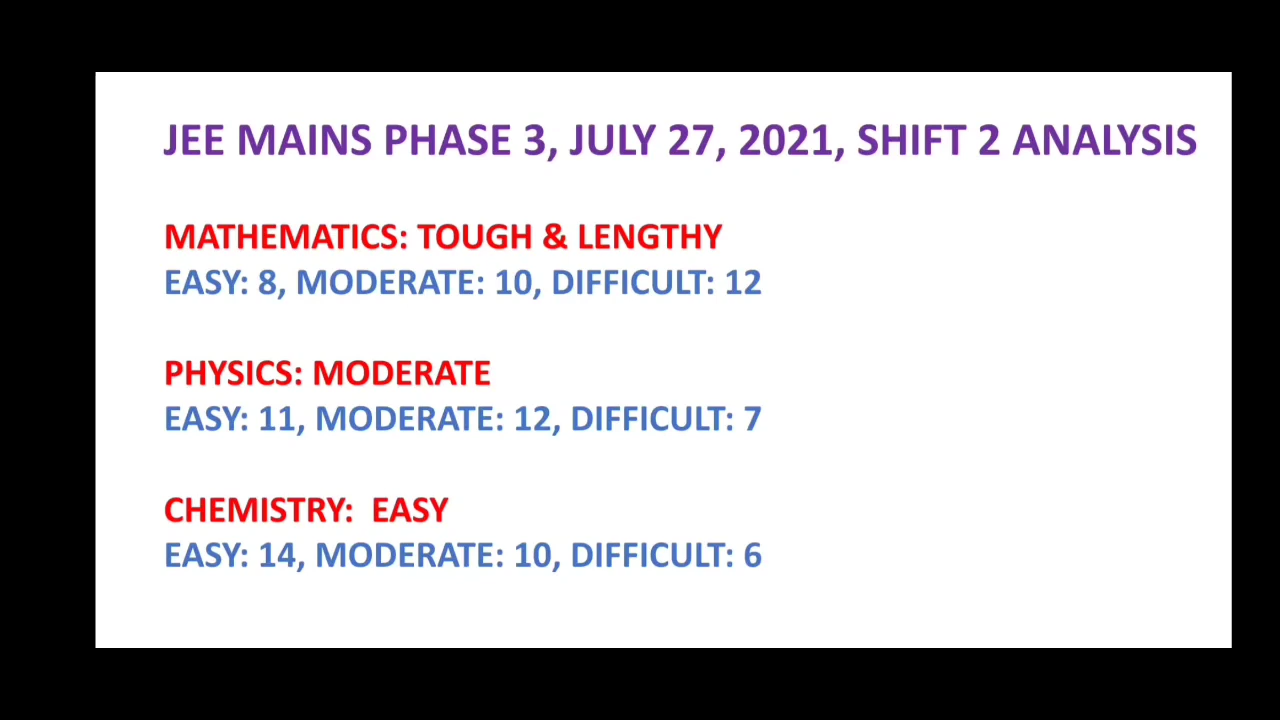 JEE MAINS PHASE 3, JULY 27, 2021, SHIFT 2 ANALYSIS
MATHEMATICS: TOUGH & LENGTHY
EASY: 8, MODERATE: 10, DIFFICULT: 12
PHYSICS: MODERATE
EASY: 11, MODERATE: 12, DIFFICULT: 7
CHEMISTRY:  EASY
EASY: 14, MODERATE: 10, DIFFICULT: 6